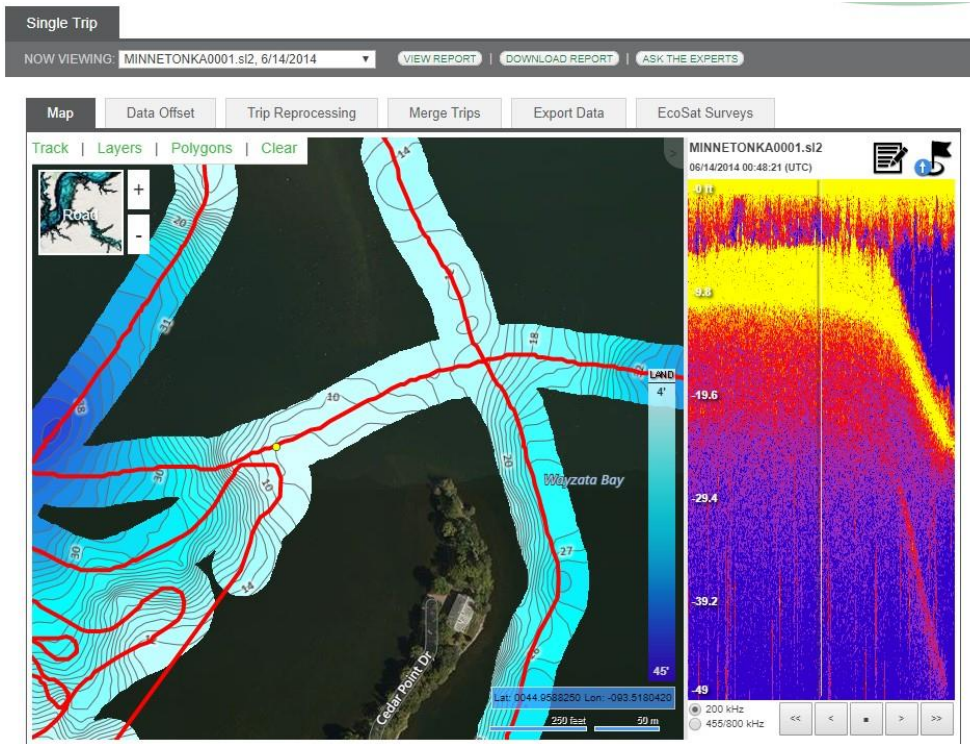 Single Trip
NOW VIEWING: MINNETONKA0001.sl2, 6/14/2014 VIEW REPORT | DOWNLOAD REPORT | ASK THE EXPERTS
Map Data Offset Trip Reprocessing Merge Trips Export Data EcoSat Surveys
Track | Layers | Polygons | Clear
MINNETONKA0001.sl2
06/14/2014 00:48:21 (UTC)
Road
+
-
>
14
20
31
18
10
30
10
30
14
20
27
LAND
4'
45'
Wayzata Bay
Cedar Point Dr
Lat: 0044.9588250 Lon: -093.5180420
250 feet 50 m
-0 ft
-9.8
-19.6
-29.4
-39.2
-49
200 kHz
455/800 kHz
<< < ■ > >>